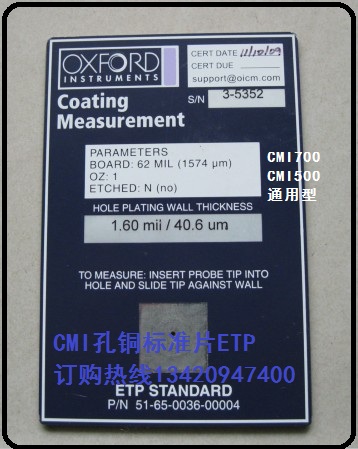 OXFORD
INSTRUMENTS
CERT DATE 11/10/09
CERT DUE
support@oicm.com
S/N 3-5352
Coating
Measurement
PARAMETERS
BOARD: 62 MIL (1574 µm)
OZ: 1
ETCHED: N (no)
CMI700
CMI500
通用型
HOLE PLATING WALL THICKNESS
1.60 mil / 40.6 um
TO MEASURE: INSERT PROBE TIP INTO
HOLE AND SLIDE TIP AGAINST WALL
CMI孔铜标准片ETP
订购热线13420947400
ETP STANDARD
P/N 51-65-0036-00004